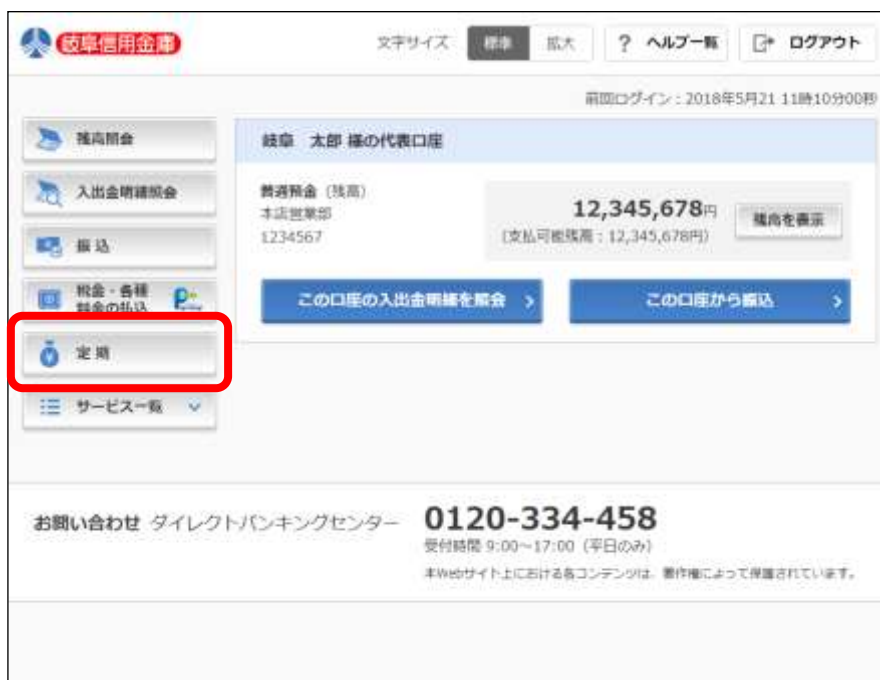 岐阜信用金庫
文字サイズ 標準 拡大 ? ヘルプ一覧 ログアウト
前回ログイン：2018年5月21 11時10分00秒
残高照会
岐阜 太郎 様の代表口座
入出金明細照会
普通預金（残高）
本店営業部
1234567
12,345,678円
（支払可能残高：12,345,678円）
残高を表示
振込
税金・各種
料金の払込
この口座の入出金明細を照会 >
この口座から振込 >
定期
サービス一覧
お問い合わせ ダイレクトバンキングセンター 0120-334-458
受付時間 9:00～17:00（平日のみ）
本Webサイト上における各コンテンツは、著作権によって保護されています。